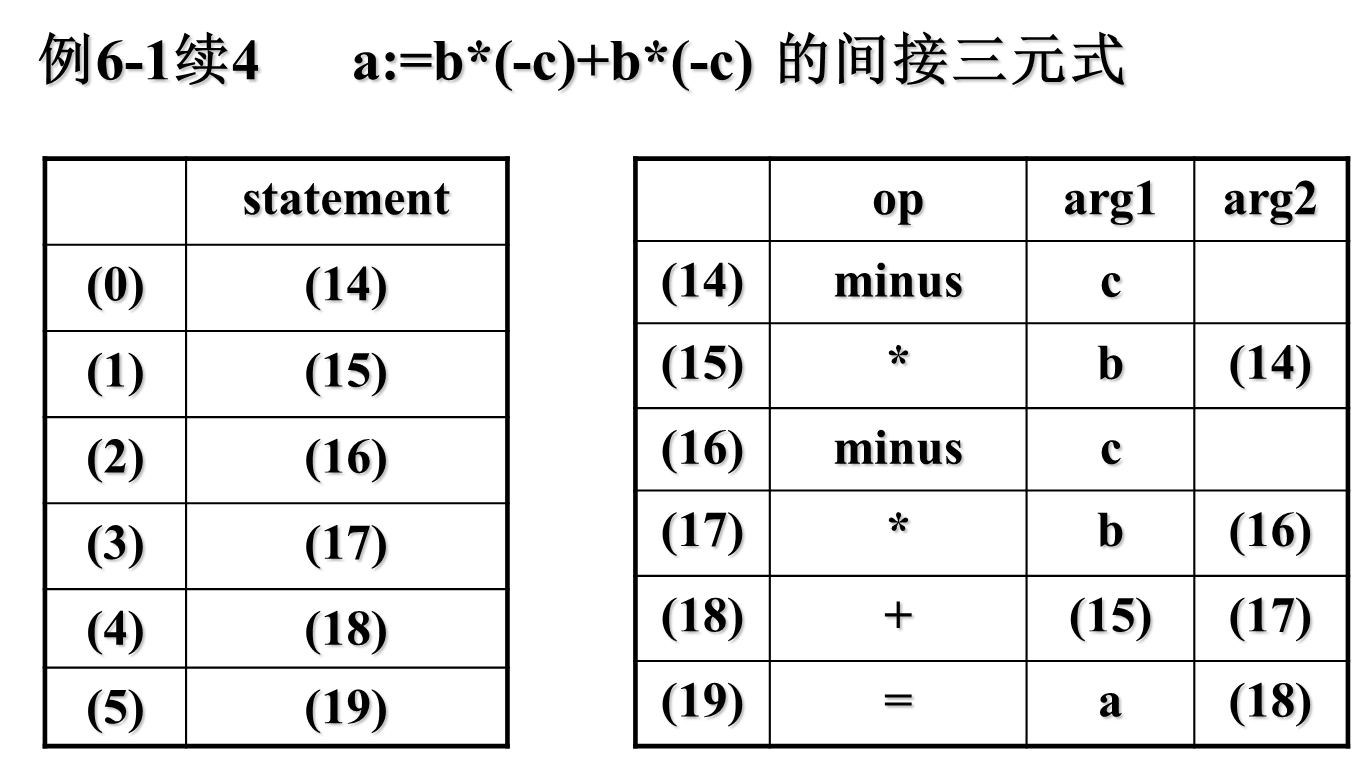 例6-1续4 a:=b*(-c)+b*(-c) 的间接三元式
statement
(0) (14)
(1) (15)
(2) (16)
(3) (17)
(4) (18)
(5) (19)
op arg1 arg2
(14) minus c
(15) * b (14)
(16) minus c
(17) * b (16)
(18) + (15) (17)
(19) = a (18)